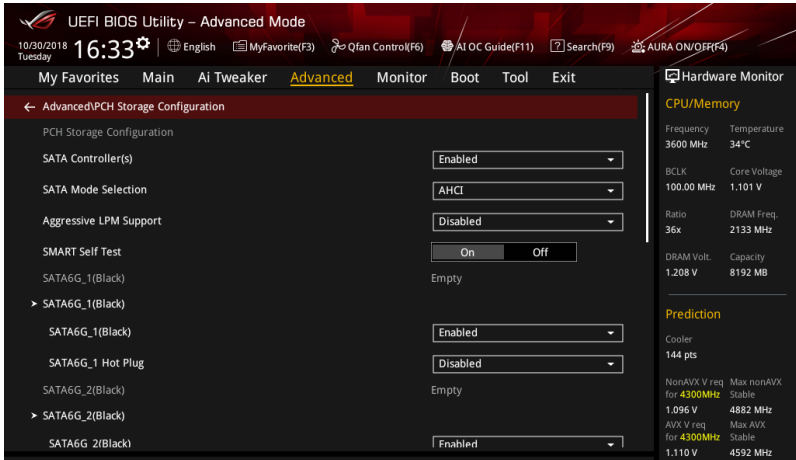 UEFI BIOS Utility – Advanced Mode
10/30/2018
Tuesday
16:33
English
MyFavorite(F3)
Qfan Control(F6)
AI OC Guide(F11)
? Search(F9)
AURA ON/OFF(F4)
My Favorites
Main
Ai Tweaker
Advanced
Monitor
Boot
Tool
Exit
← Advanced\PCH Storage Configuration
PCH Storage Configuration
SATA Controller(s) Enabled
SATA Mode Selection AHCI
Aggressive LPM Support Disabled
SMART Self Test On Off
SATA6G_1(Black) Empty
> SATA6G_1(Black)
SATA6G_1(Black) Enabled
SATA6G_1 Hot Plug Disabled
SATA6G_2(Black) Empty
> SATA6G_2(Black)
SATA6G_2(Black) Enabled
Hardware Monitor
CPU/Memory
Frequency Temperature
3600 MHz 34°C
BCLK Core Voltage
100.00 MHz 1.101 V
Ratio DRAM Freq.
36x 2133 MHz
DRAM Volt. Capacity
1.208 V 8192 MB
Prediction
Cooler
144 pts
NonAVX V req Max nonAVX
for 4300MHz Stable
1.096 V 4882 MHz
AVX V req Max AVX
for 4300MHz Stable
1.110 V 4592 MHz